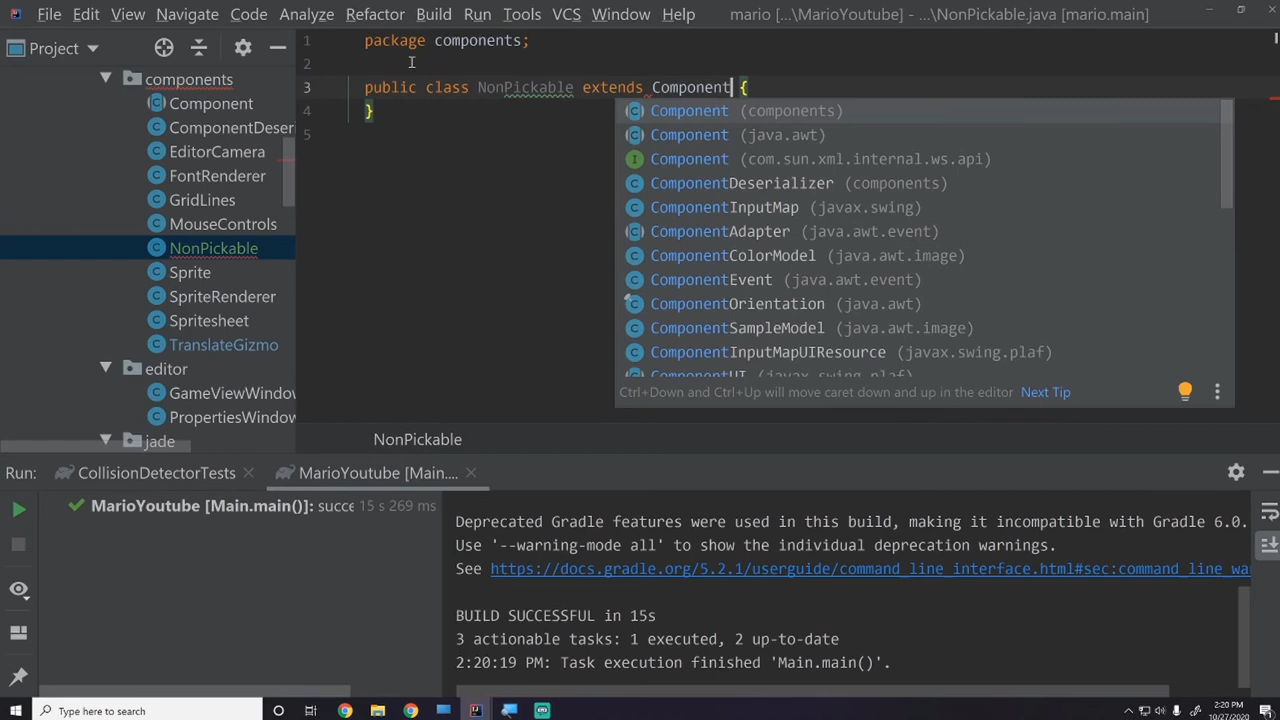 File Edit View Navigate Code Analyze Refactor Build Run Tools VCS Window Help mario [...\MarioYoutube] - ...\NonPickable.java [mario.main]
Project
components
Component
ComponentDeser
EditorCamera
FontRenderer
GridLines
MouseControls
NonPickable
Sprite
SpriteRenderer
Spritesheet
TranslateGizmo
editor
GameViewWindow
PropertiesWindow
jade
1 package components;
2
3 public class NonPickable extends Component {
4 }
5
Component (components)
Component (java.awt)
Component (com.sun.xml.internal.ws.api)
ComponentDeserializer (components)
ComponentInputMap (javax.swing)
ComponentAdapter (java.awt.event)
ComponentColorModel (java.awt.image)
ComponentEvent (java.awt.event)
ComponentOrientation (java.awt)
ComponentSampleModel (java.awt.image)
ComponentInputMapUIResource (javax.swing.plaf)
ComponentUI (javax.swing.plaf)
Ctrl+Down and Ctrl+Up will move caret down and up in the editor Next Tip
NonPickable
Run: CollisionDetectorTests MarioYoutube [Main....
MarioYoutube [Main.main()]: succe 15 s 269 ms
Deprecated Gradle features were used in this build, making it incompatible with Gradle 6.0.
Use '--warning-mode all' to show the individual deprecation warnings.
See https://docs.gradle.org/5.2.1/userguide/command_line_interface.html#sec:command_line_wa
BUILD SUCCESSFUL in 15s
3 actionable tasks: 1 executed, 2 up-to-date
2:20:19 PM: Task execution finished 'Main.main()'.
Type here to search
2:20 PM
10/27/2020